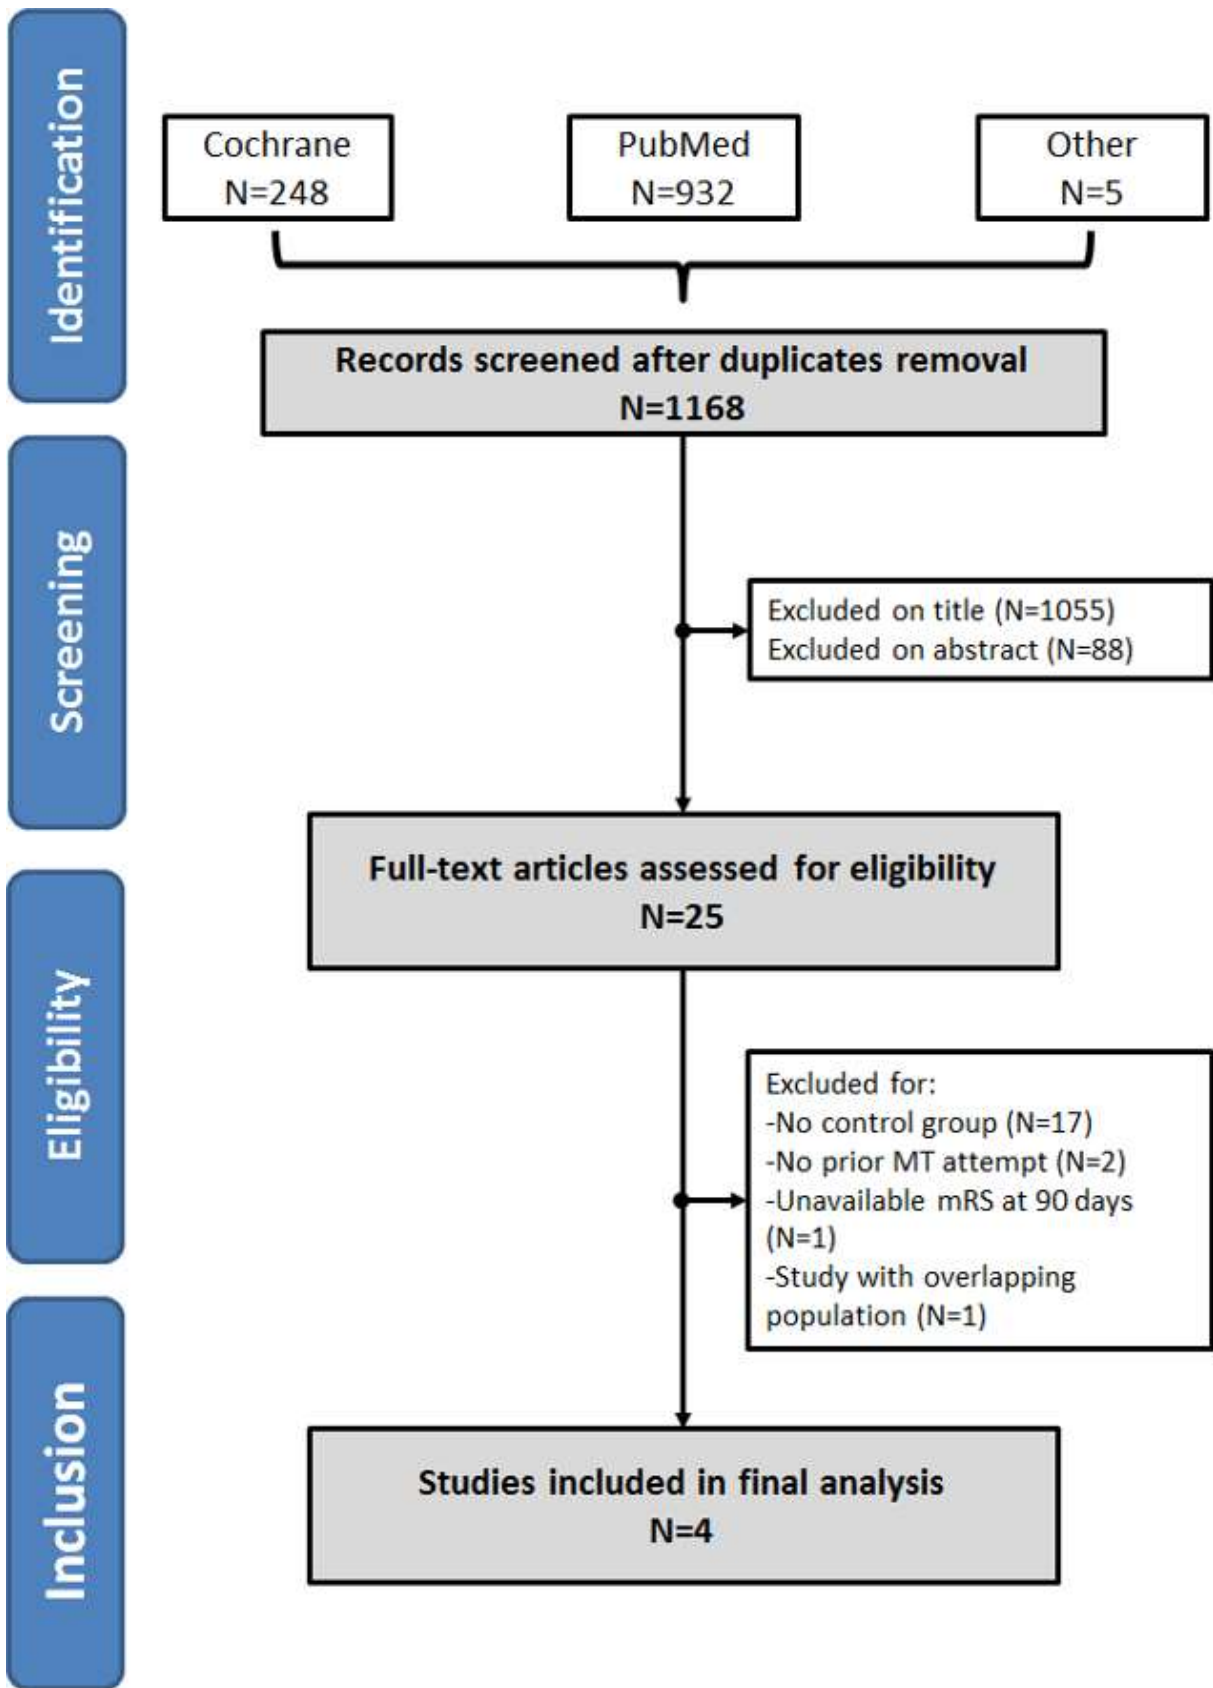 Identification
Cochrane
N=248
PubMed
N=932
Other
N=5
Records screened after duplicates removal
N=1168
Screening
Excluded on title (N=1055)
Excluded on abstract (N=88)
Full-text articles assessed for eligibility
N=25
Eligibility
Excluded for:
-No control group (N=17)
-No prior MT attempt (N=2)
-Unavailable mRS at 90 days
(N=1)
-Study with overlapping
population (N=1)
Inclusion
Studies included in final analysis
N=4